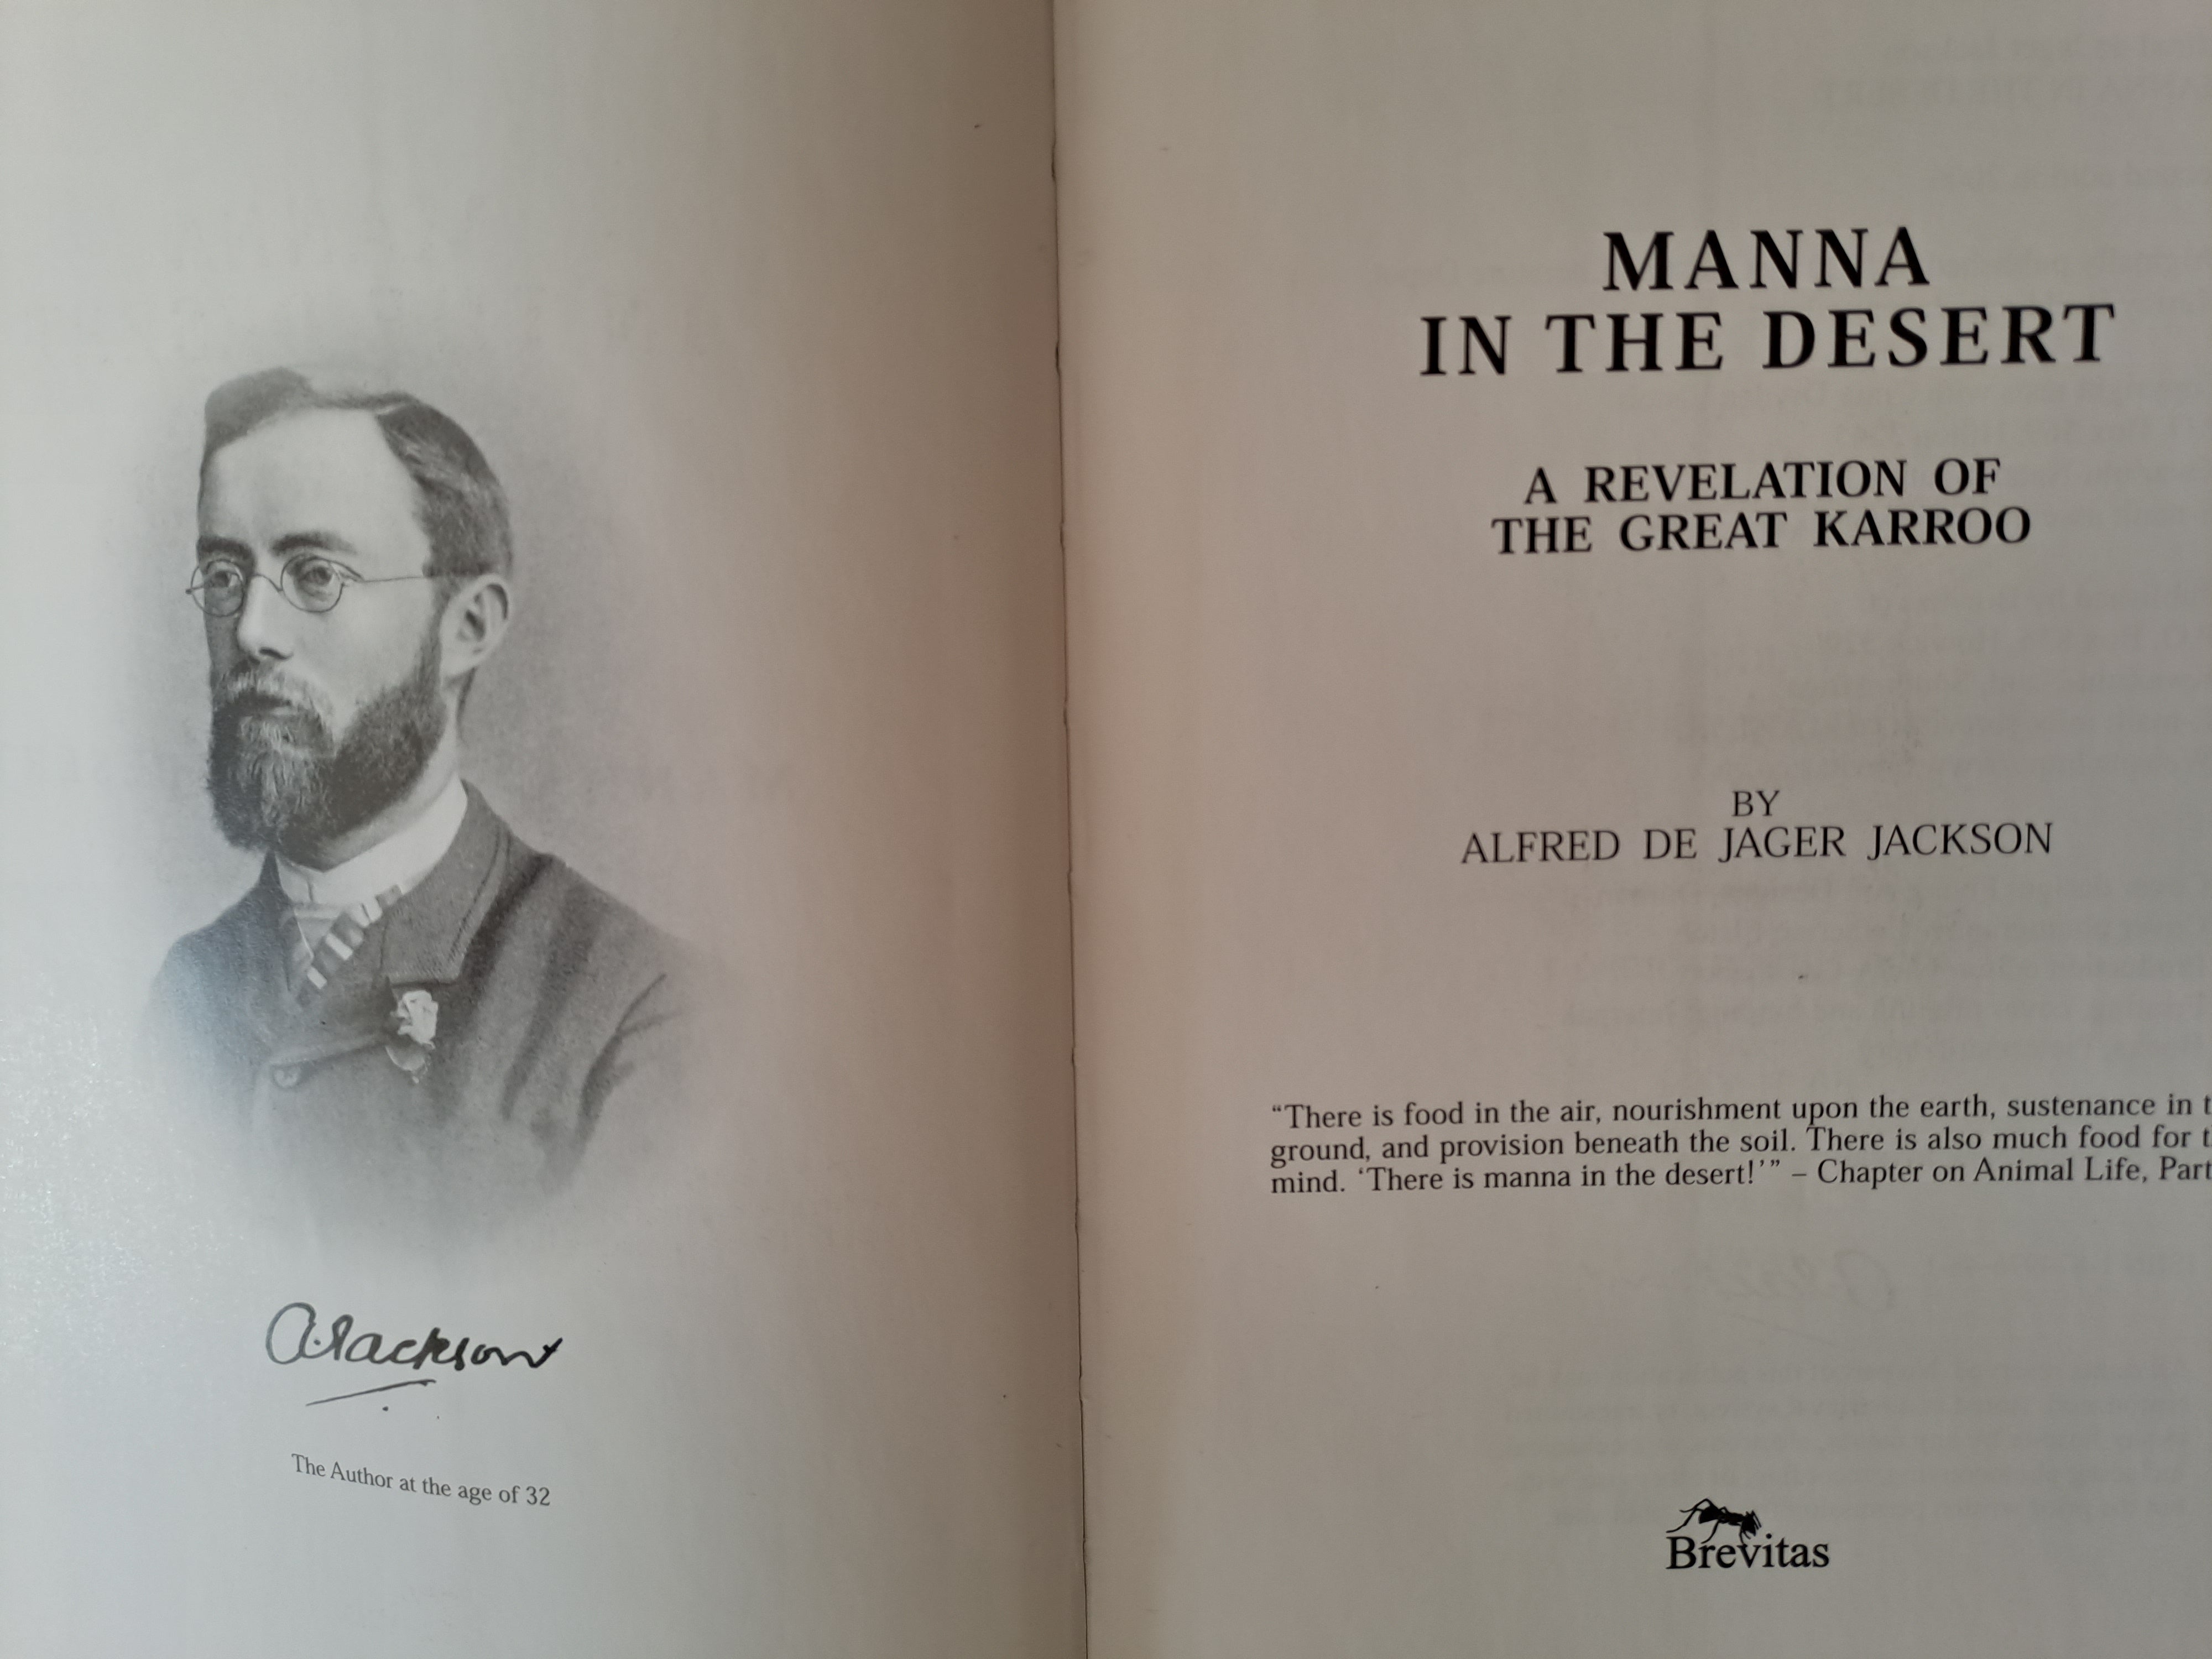 A. Jackson
The Author at the age of 32
MANNA
IN THE DESERT
A REVELATION OF
THE GREAT KARROO
BY
ALFRED DE JAGER JACKSON
“There is food in the air, nourishment upon the earth, sustenance in t
ground, and provision beneath the soil. There is also much food for t
mind. ‘There is manna in the desert!’” – Chapter on Animal Life, Part
Brevitas